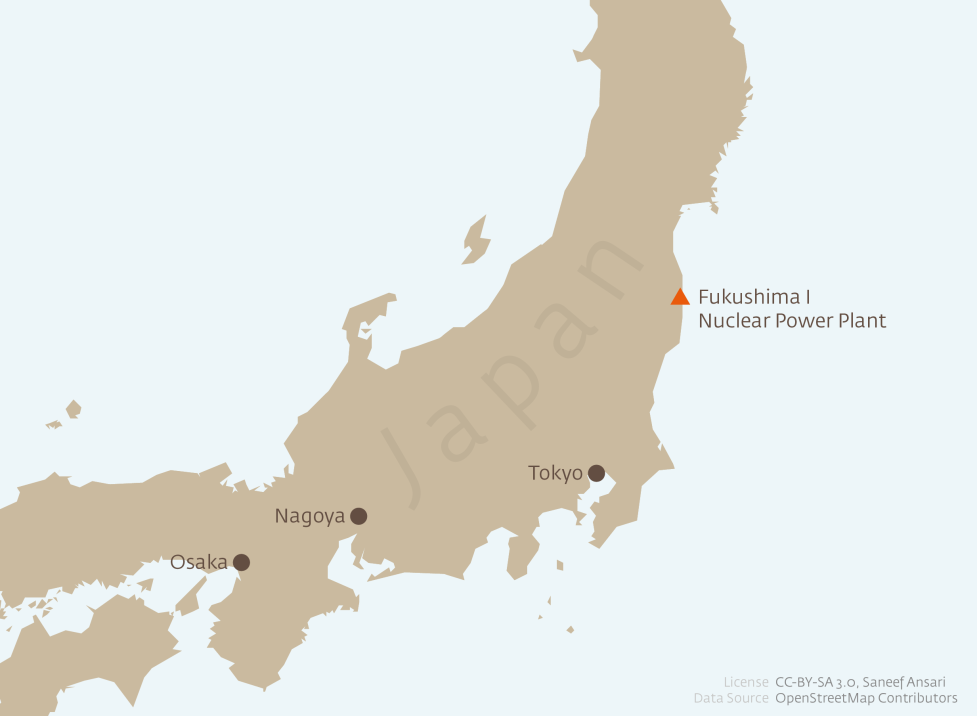 Japan
Fukushima I
Nuclear Power Plant
Tokyo
Nagoya
Osaka
License CC-BY-SA 3.0, Saneef Ansari
Data Source OpenStreetMap Contributors